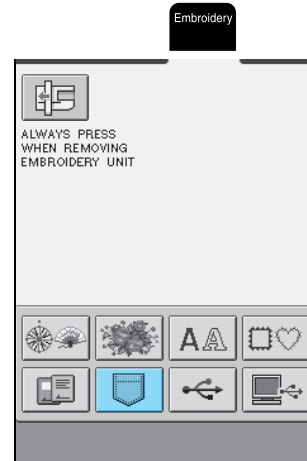 Embroidery
ALWAYS PRESS
WHEN REMOVING
EMBROIDERY UNIT
A A